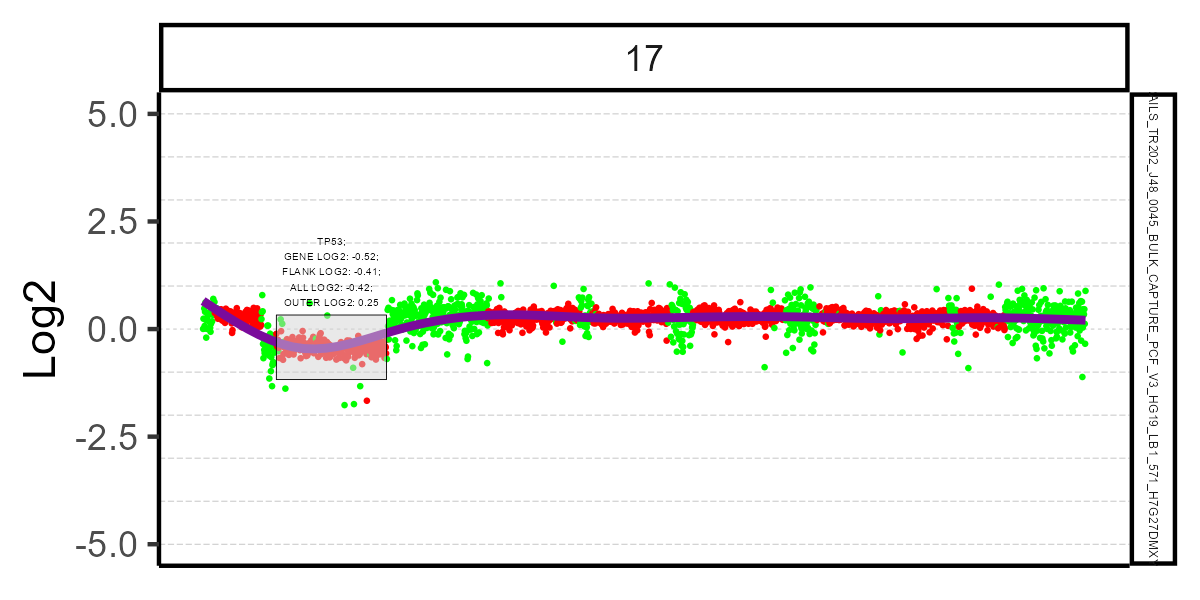 17
5.0
2.5
0.0
-2.5
-5.0
Log2
TP53;
GENE LOG2: -0.52;
FLANK LOG2: -0.41;
ALL LOG2: -0.42;
OUTER LOG2: 0.25
AILS_TR202_J48_0045_BULK_CAPTURE_PCF_V3_HG19_LB1_571_H7G27DMXY